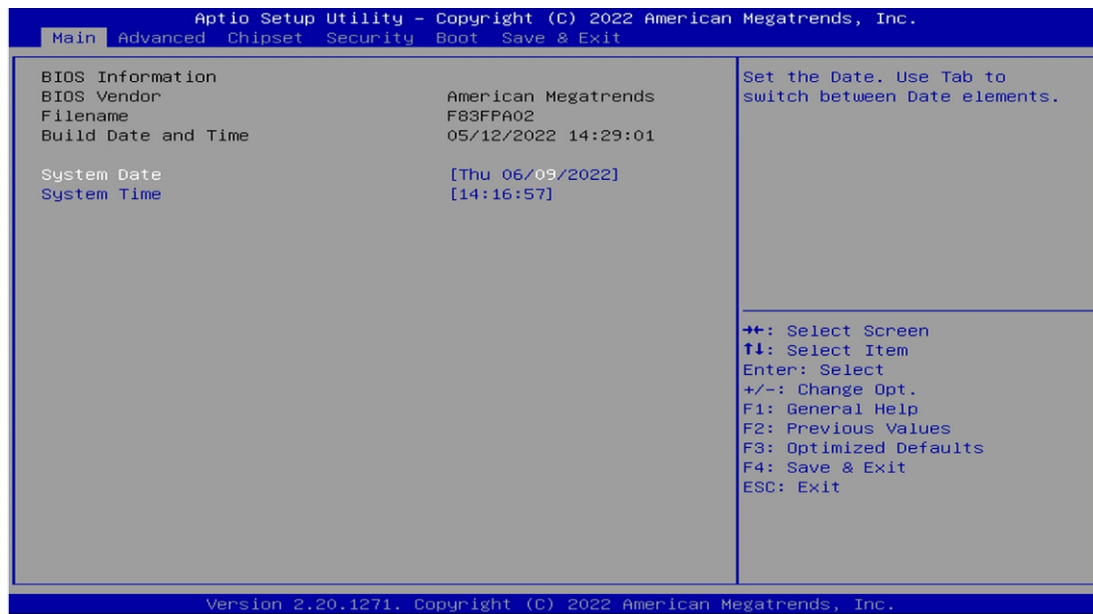 Aptio Setup Utility – Copyright (C) 2022 American Megatrends, Inc.
Main Advanced Chipset Security Boot Save & Exit
BIOS Information
BIOS Vendor American Megatrends
Filename F83FPA02
Build Date and Time 05/12/2022 14:29:01
System Date [Thu 06/09/2022]
System Time [14:16:57]
Set the Date. Use Tab to
switch between Date elements.
→←: Select Screen
↑↓: Select Item
Enter: Select
+/-: Change Opt.
F1: General Help
F2: Previous Values
F3: Optimized Defaults
F4: Save & Exit
ESC: Exit
Version 2.20.1271. Copyright (C) 2022 American Megatrends, Inc.